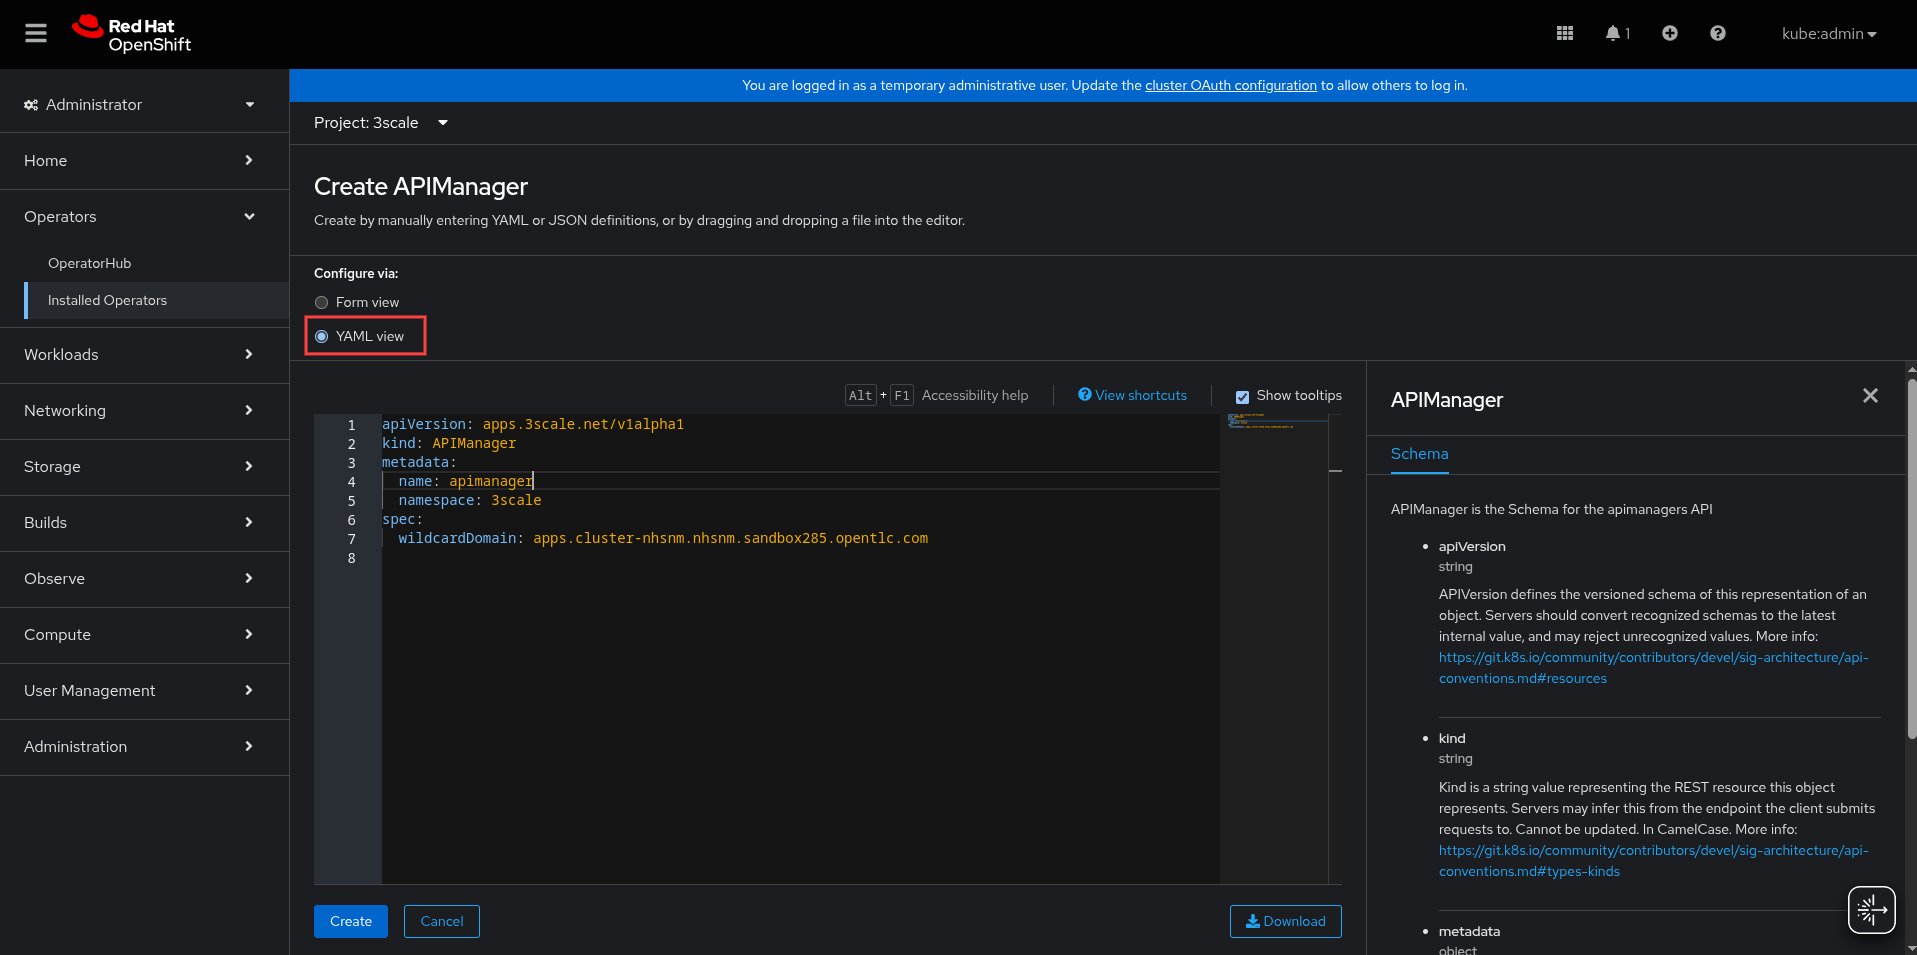 Red Hat
OpenShift
1
kube:admin
You are logged in as a temporary administrative user. Update the cluster OAuth configuration to allow others to log in.
Administrator
Home
Operators
OperatorHub
Installed Operators
Workloads
Networking
Storage
Builds
Observe
Compute
User Management
Administration
Project: 3scale
Create APIManager
Create by manually entering YAML or JSON definitions, or by dragging and dropping a file into the editor.
Configure via:
Form view
YAML view
Alt + F1 Accessibility help
View shortcuts
Show tooltips
1 apiVersion: apps.3scale.net/v1alpha1
2 kind: APIManager
3 metadata:
4 name: apimanager
5 namespace: 3scale
6 spec:
7 wildcardDomain: apps.cluster-nhsnm.nhsnm.sandbox285.opentlc.com
8
Create
Cancel
Download
APIManager
Schema
APIManager is the Schema for the apimanagers API
• apiVersion
string
APIVersion defines the versioned schema of this representation of an
object. Servers should convert recognized schemas to the latest
internal value, and may reject unrecognized values. More info:
https://git.k8s.io/community/contributors/devel/sig-architecture/api-
conventions.md#resources
• kind
string
Kind is a string value representing the REST resource this object
represents. Servers may infer this from the endpoint the client submits
requests to. Cannot be updated. In CamelCase. More info:
https://git.k8s.io/community/contributors/devel/sig-architecture/api-
conventions.md#types-kinds
• metadata
object